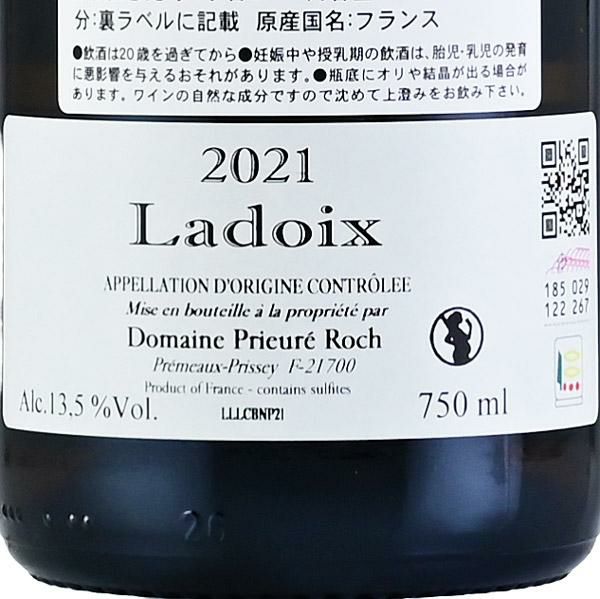 分:裏ラベルに記載 原産国名:フランス
●飲酒は20歳を過ぎてから●妊娠中や授乳期の飲酒は、胎児・乳児の発育
に悪影響を与えるおそれがあります。●瓶底にオリや結晶が出る場合が
あります。ワインの自然な成分ですので沈めて上澄みをお飲み下さい。
2021
Ladoix
APPELLATION D'ORIGINE CONTRÔLEE
Mise en bouteille à la propriété par
Domaine Prieuré Roch
Prémeaux-Prissey F-21700
Product of France - contains sulfites
Alc.13,5 %Vol.
LLLCBNP21
750 ml
185 029
122 267
26